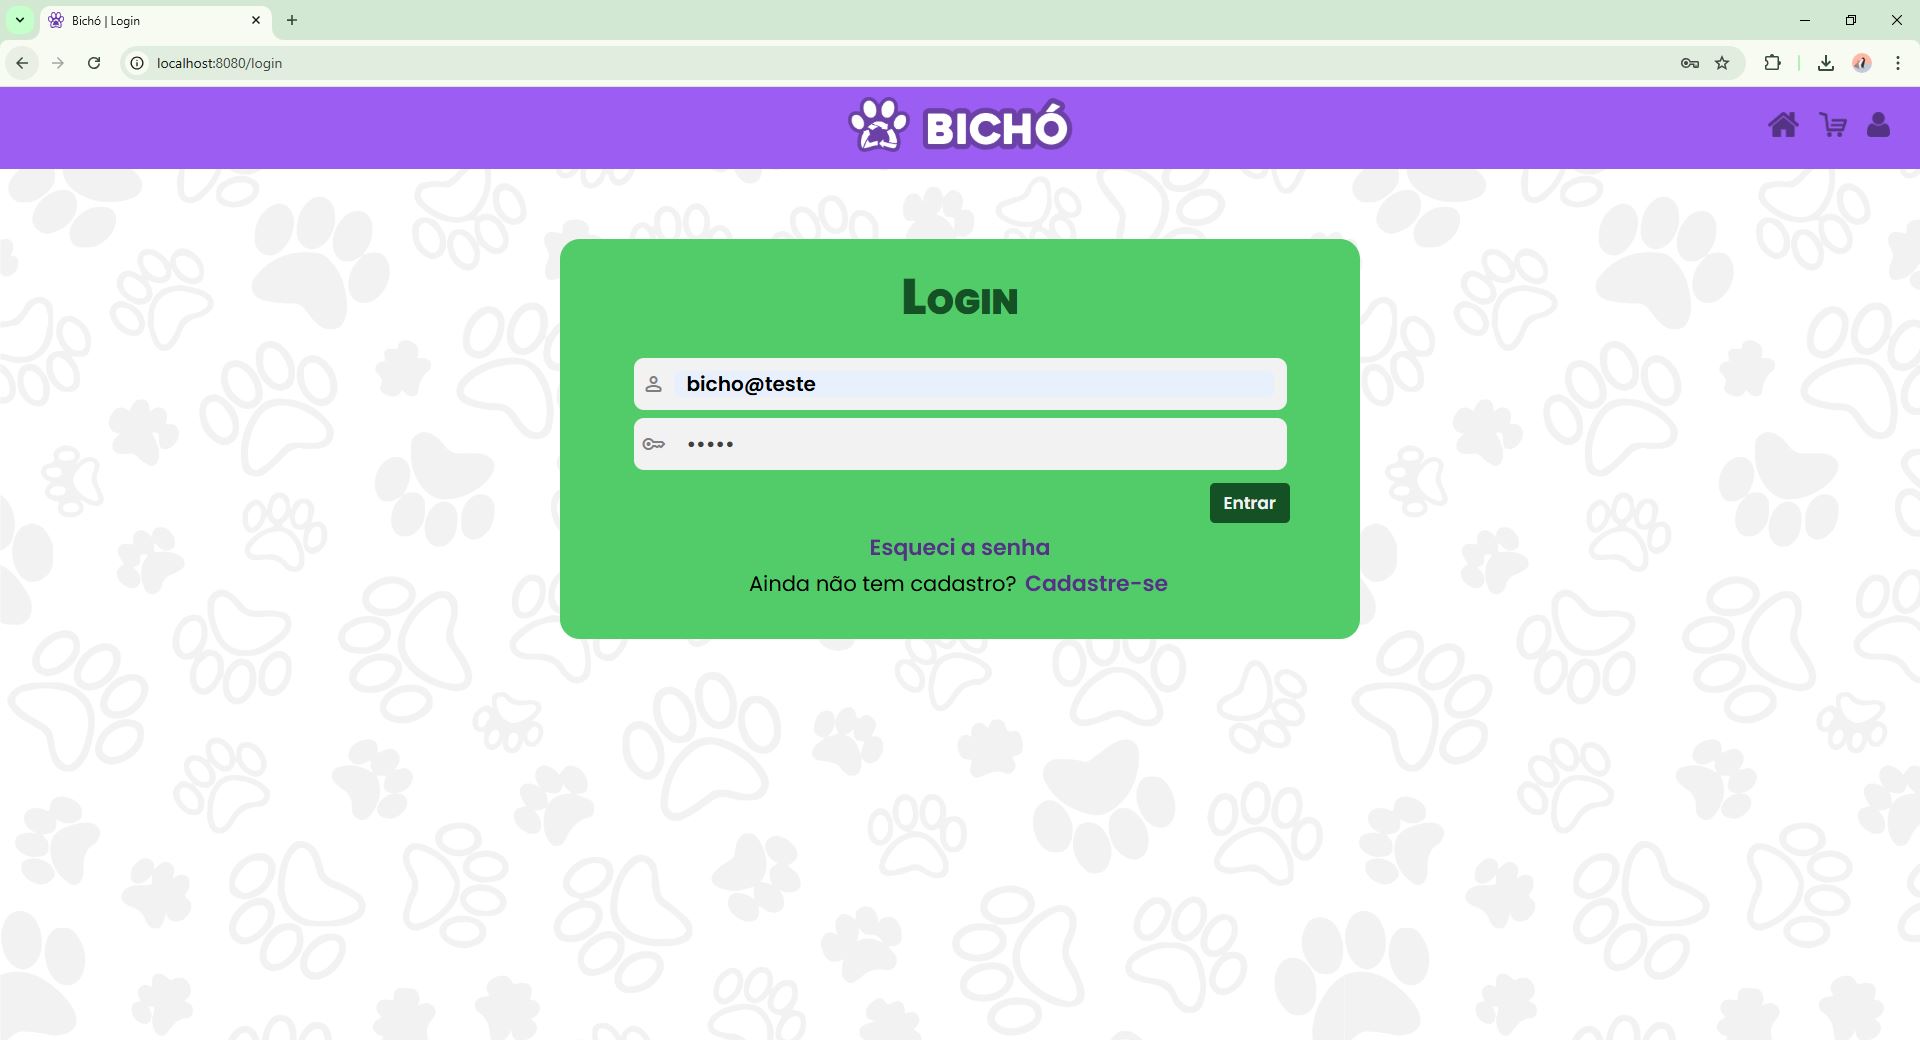 Bichó | Login
localhost:8080/login
BICHÓ
Login
bicho@teste
•••••
Entrar
Esqueci a senha
Ainda não tem cadastro? Cadastre-se